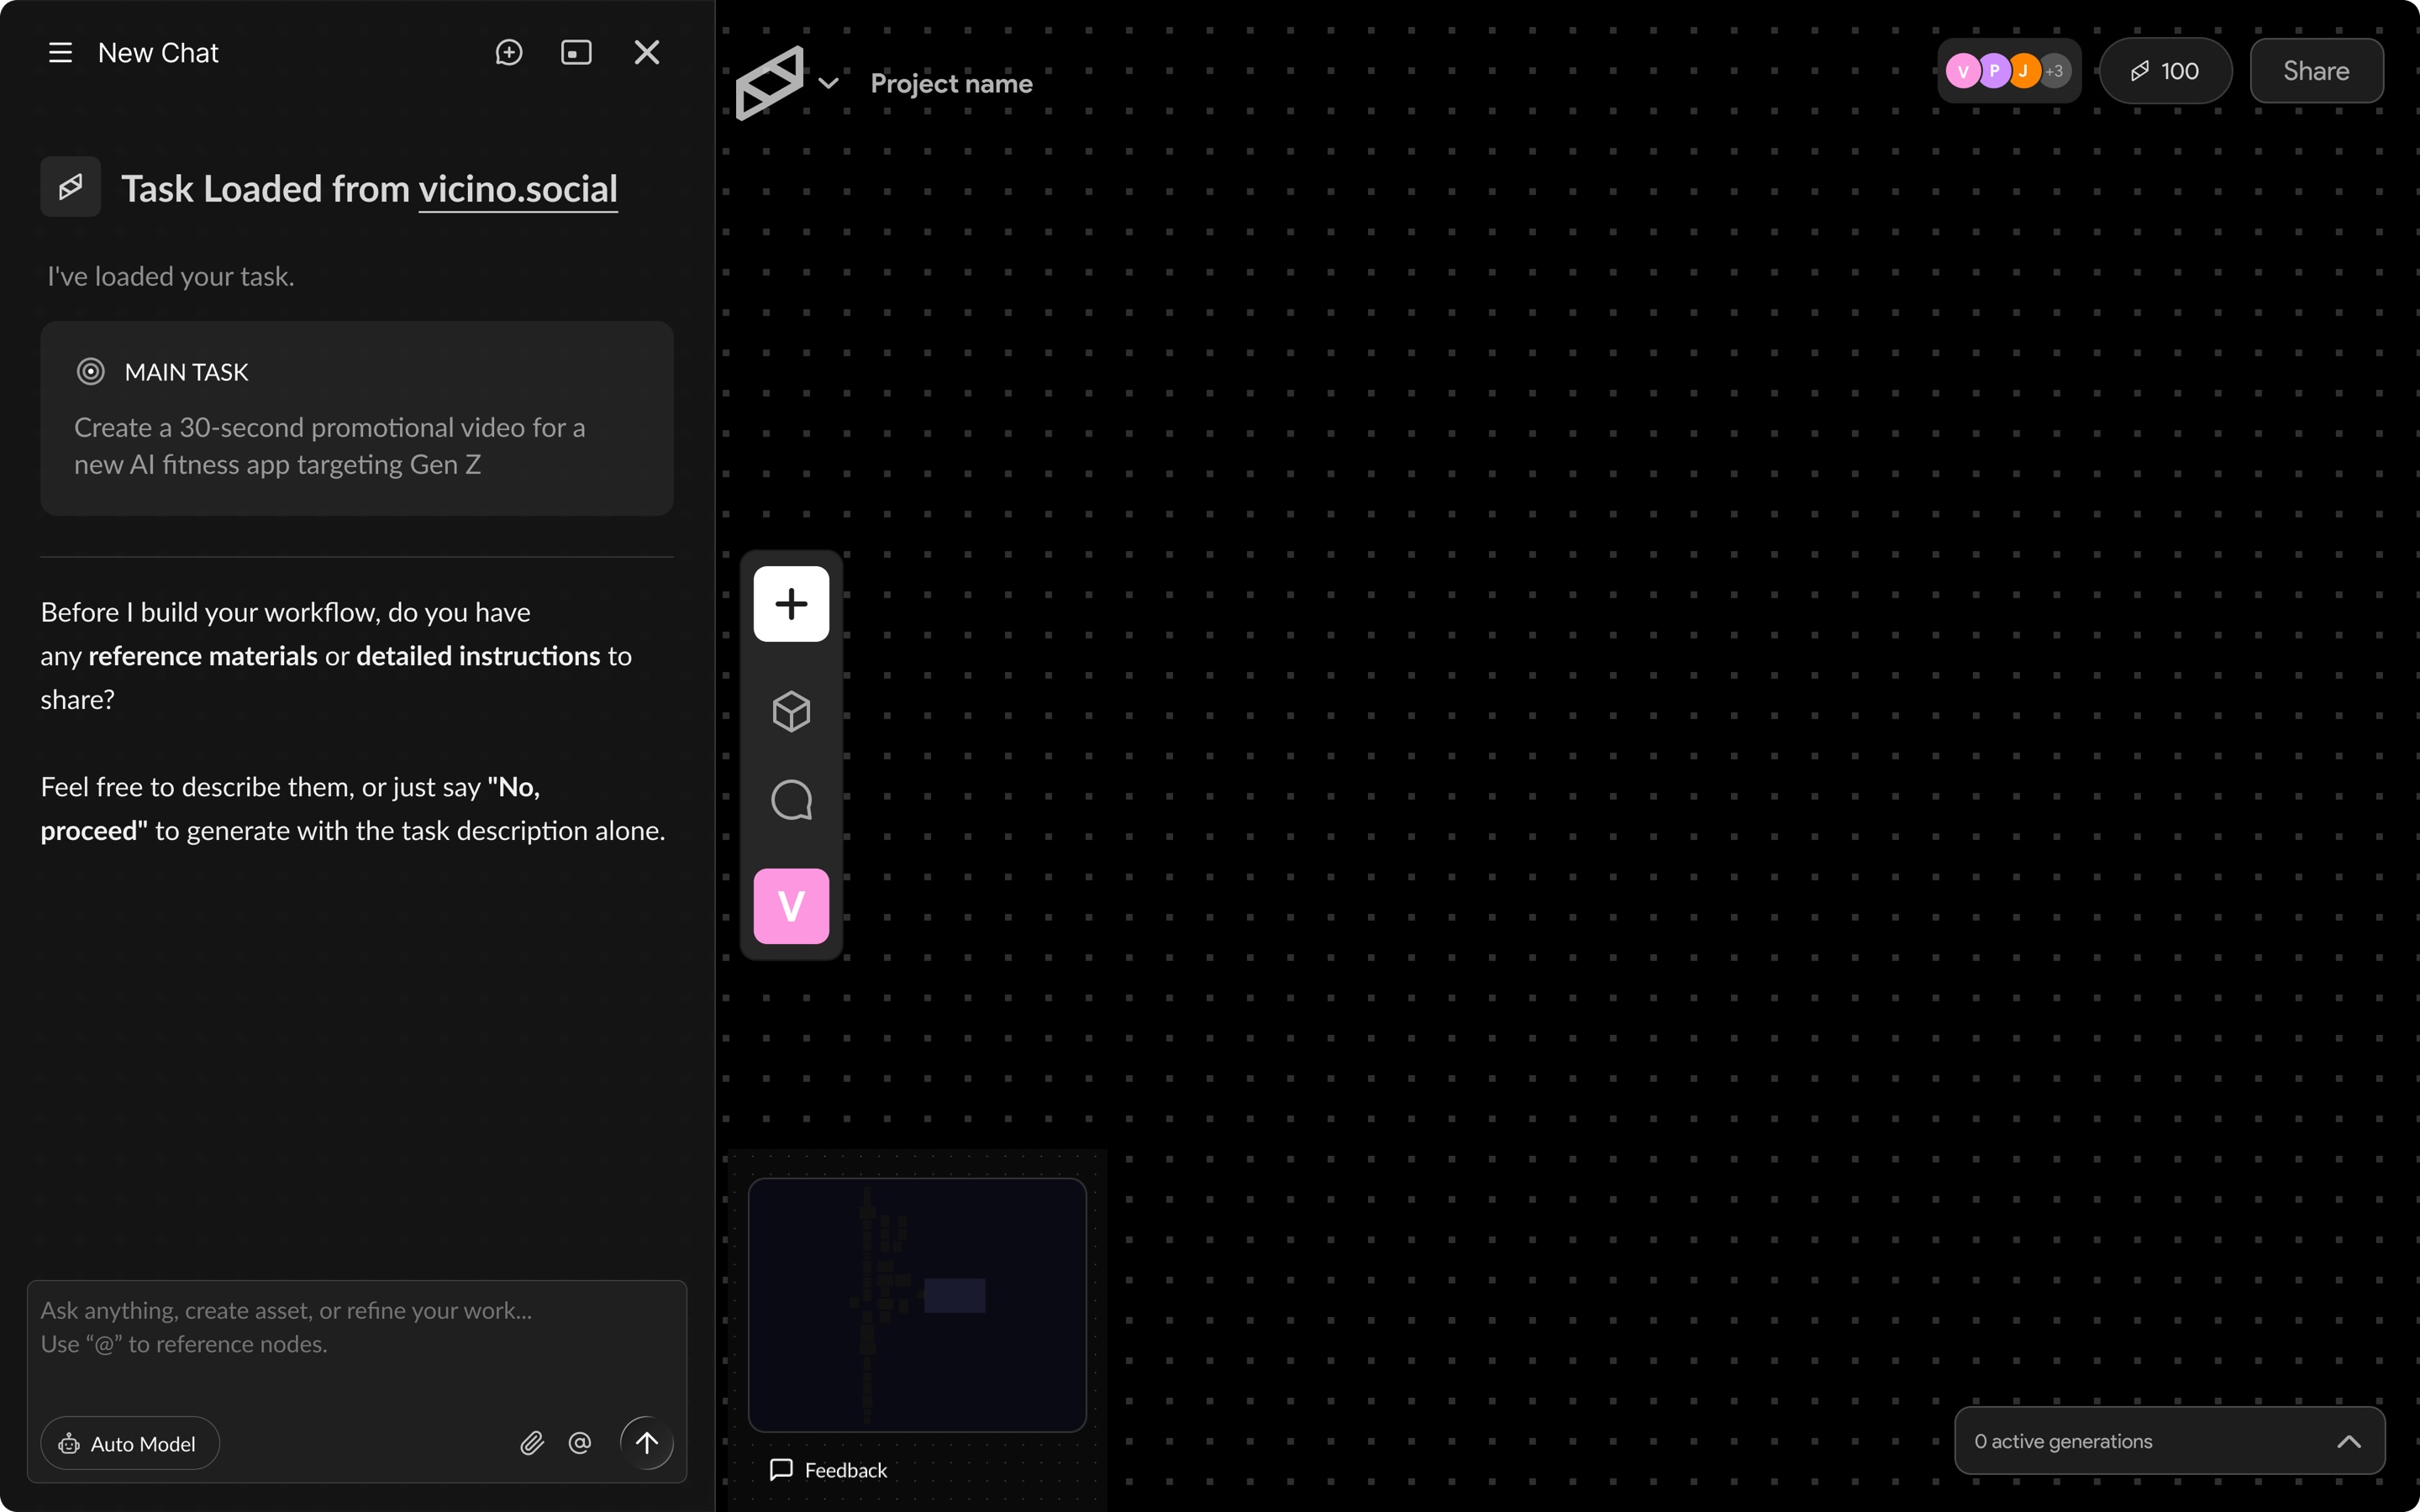 New Chat
Project name
V P J +3
100
Share
Task Loaded from vicino.social
I've loaded your task.
MAIN TASK
Create a 30-second promotional video for a
new AI fitness app targeting Gen Z
Before I build your workflow, do you have
any reference materials or detailed instructions to
share?
Feel free to describe them, or just say "No,
proceed" to generate with the task description alone.
V
Ask anything, create asset, or refine your work...
Use “@” to reference nodes.
Auto Model
Feedback
0 active generations